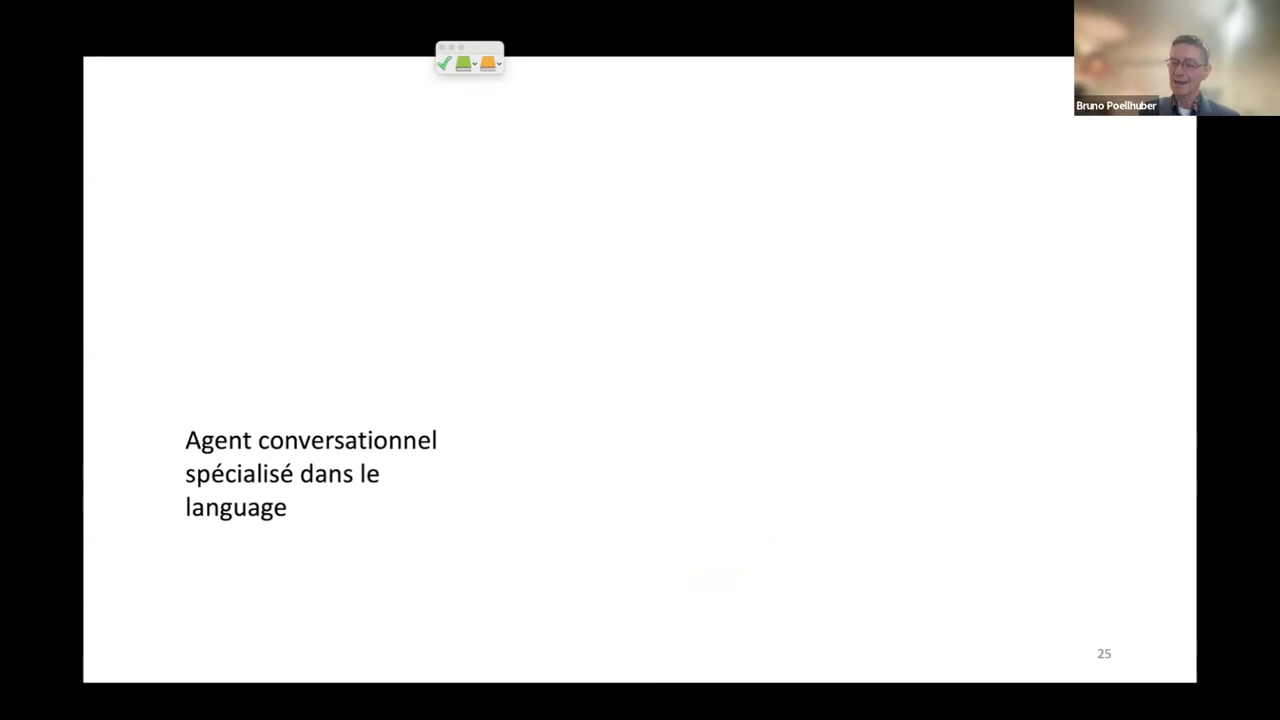 Bruno Poellhuber
Agent conversationnel
spécialisé dans le
language
25